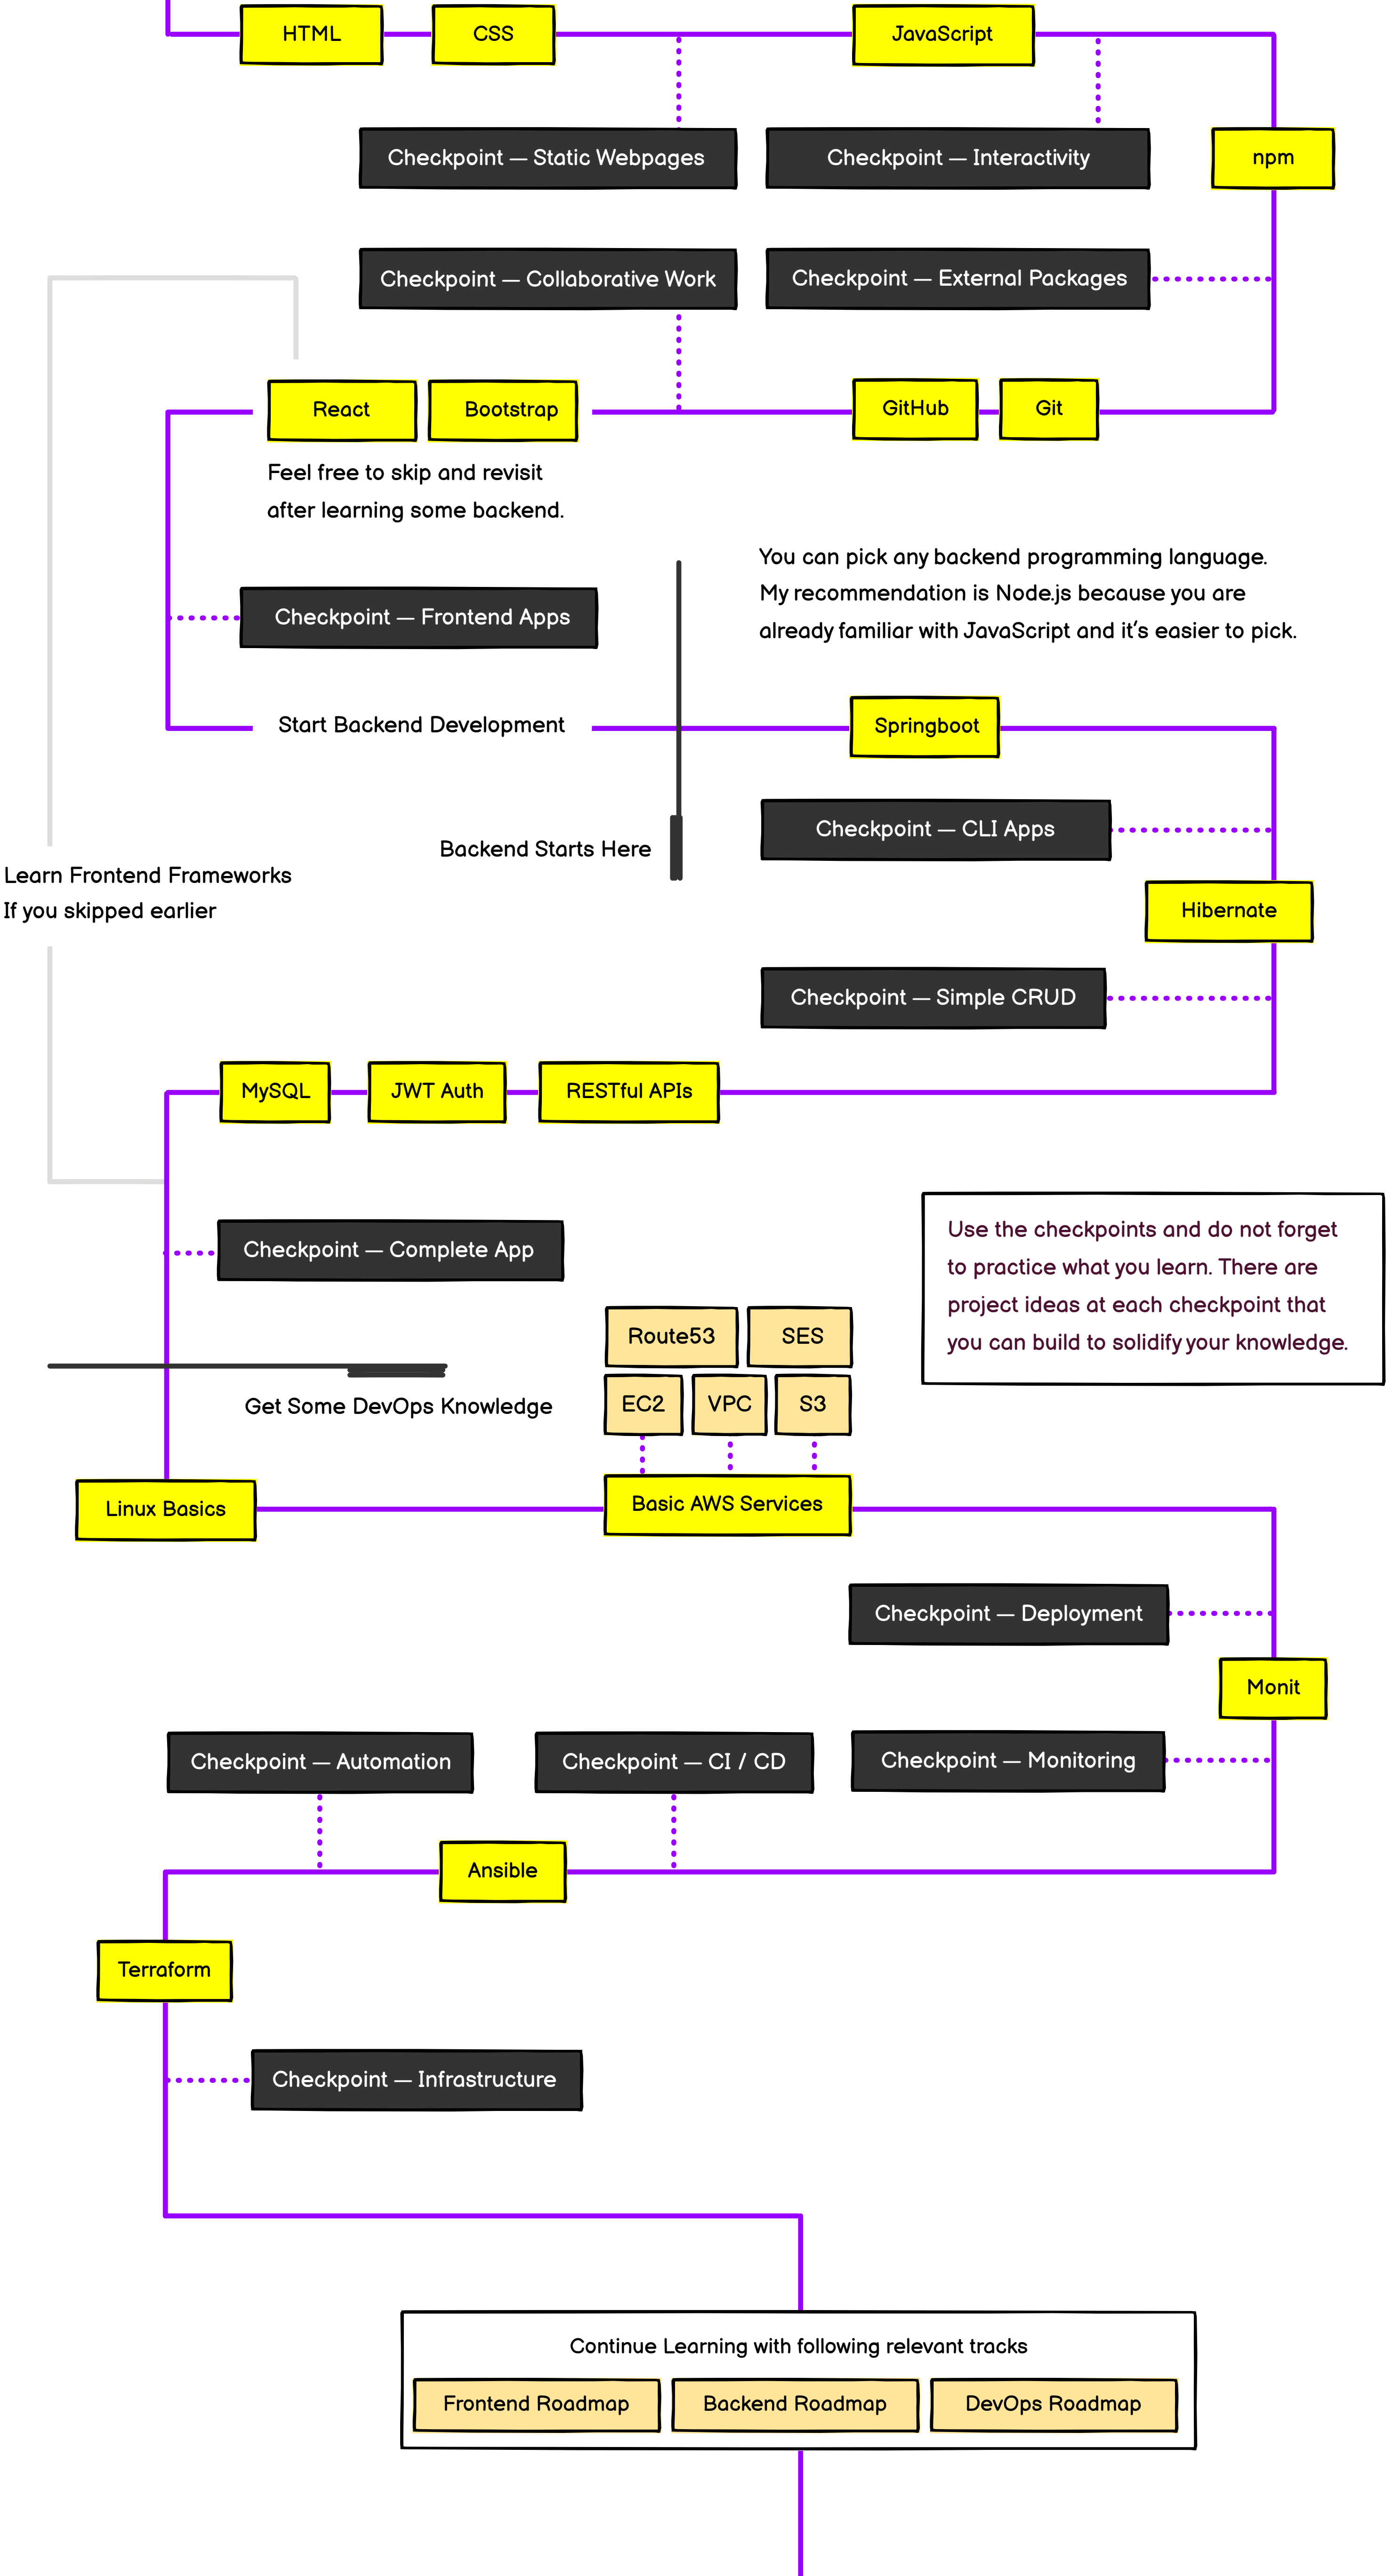 HTML
CSS
JavaScript
Checkpoint — Static Webpages
Checkpoint — Interactivity
npm
Checkpoint — Collaborative Work
Checkpoint — External Packages
React
Bootstrap
GitHub
Git
Feel free to skip and revisit
after learning some backend.
You can pick any backend programming language.
My recommendation is Node.js because you are
already familiar with JavaScript and it's easier to pick.
Checkpoint — Frontend Apps
Start Backend Development
Springboot
Checkpoint — CLI Apps
Backend Starts Here
Learn Frontend Frameworks
If you skipped earlier
Hibernate
Checkpoint — Simple CRUD
MySQL
JWT Auth
RESTful APIs
Checkpoint — Complete App
Use the checkpoints and do not forget
to practice what you learn. There are
project ideas at each checkpoint that
you can build to solidify your knowledge.
Route53
SES
EC2
VPC
S3
Get Some DevOps Knowledge
Linux Basics
Basic AWS Services
Checkpoint — Deployment
Monit
Checkpoint — Automation
Checkpoint — CI / CD
Checkpoint — Monitoring
Ansible
Terraform
Checkpoint — Infrastructure
Continue Learning with following relevant tracks
Frontend Roadmap
Backend Roadmap
DevOps Roadmap